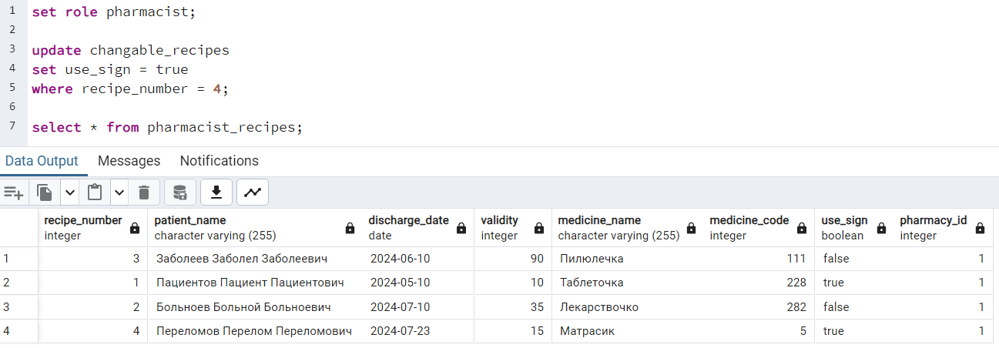 1 set role pharmacist;
2
3 update changable_recipes
4 set use_sign = true
5 where recipe_number = 4;
6
7 select * from pharmacist_recipes;
Data Output Messages Notifications
recipe_number patient_name discharge_date validity medicine_name medicine_code use_sign pharmacy_id
integer character varying (255) date integer character varying (255) integer boolean integer
1 3 Заболеев Заболел Заболеевич 2024-06-10 90 Пилюлечка 111 false 1
2 1 Пациентов Пациент Пациентович 2024-05-10 10 Таблеточка 228 true 1
3 2 Больноев Больной Больноевич 2024-07-10 35 Лекарствочко 282 false 1
4 4 Переломов Перелом Переломович 2024-07-23 15 Матрасик 5 true 1